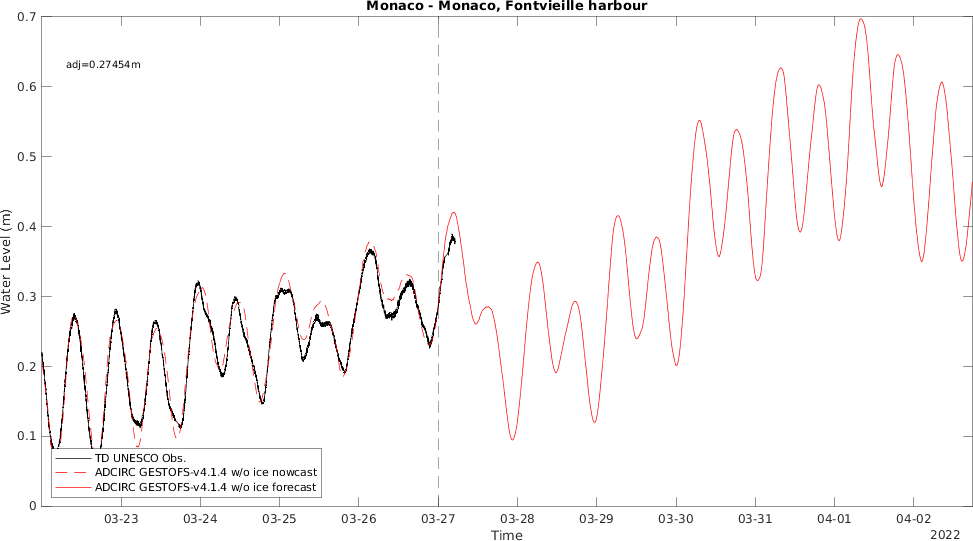 Monaco - Monaco, Fontvieille harbour
adj=0.27454m
Water Level (m)
0.7
0.6
0.5
0.4
0.3
0.2
0.1
0
TD UNESCO Obs.
ADCIRC GESTOFS-v4.1.4 w/o ice nowcast
ADCIRC GESTOFS-v4.1.4 w/o ice forecast
03-23 03-24 03-25 03-26 03-27 03-28 03-29 03-30 03-31 04-01 04-02
Time
2022